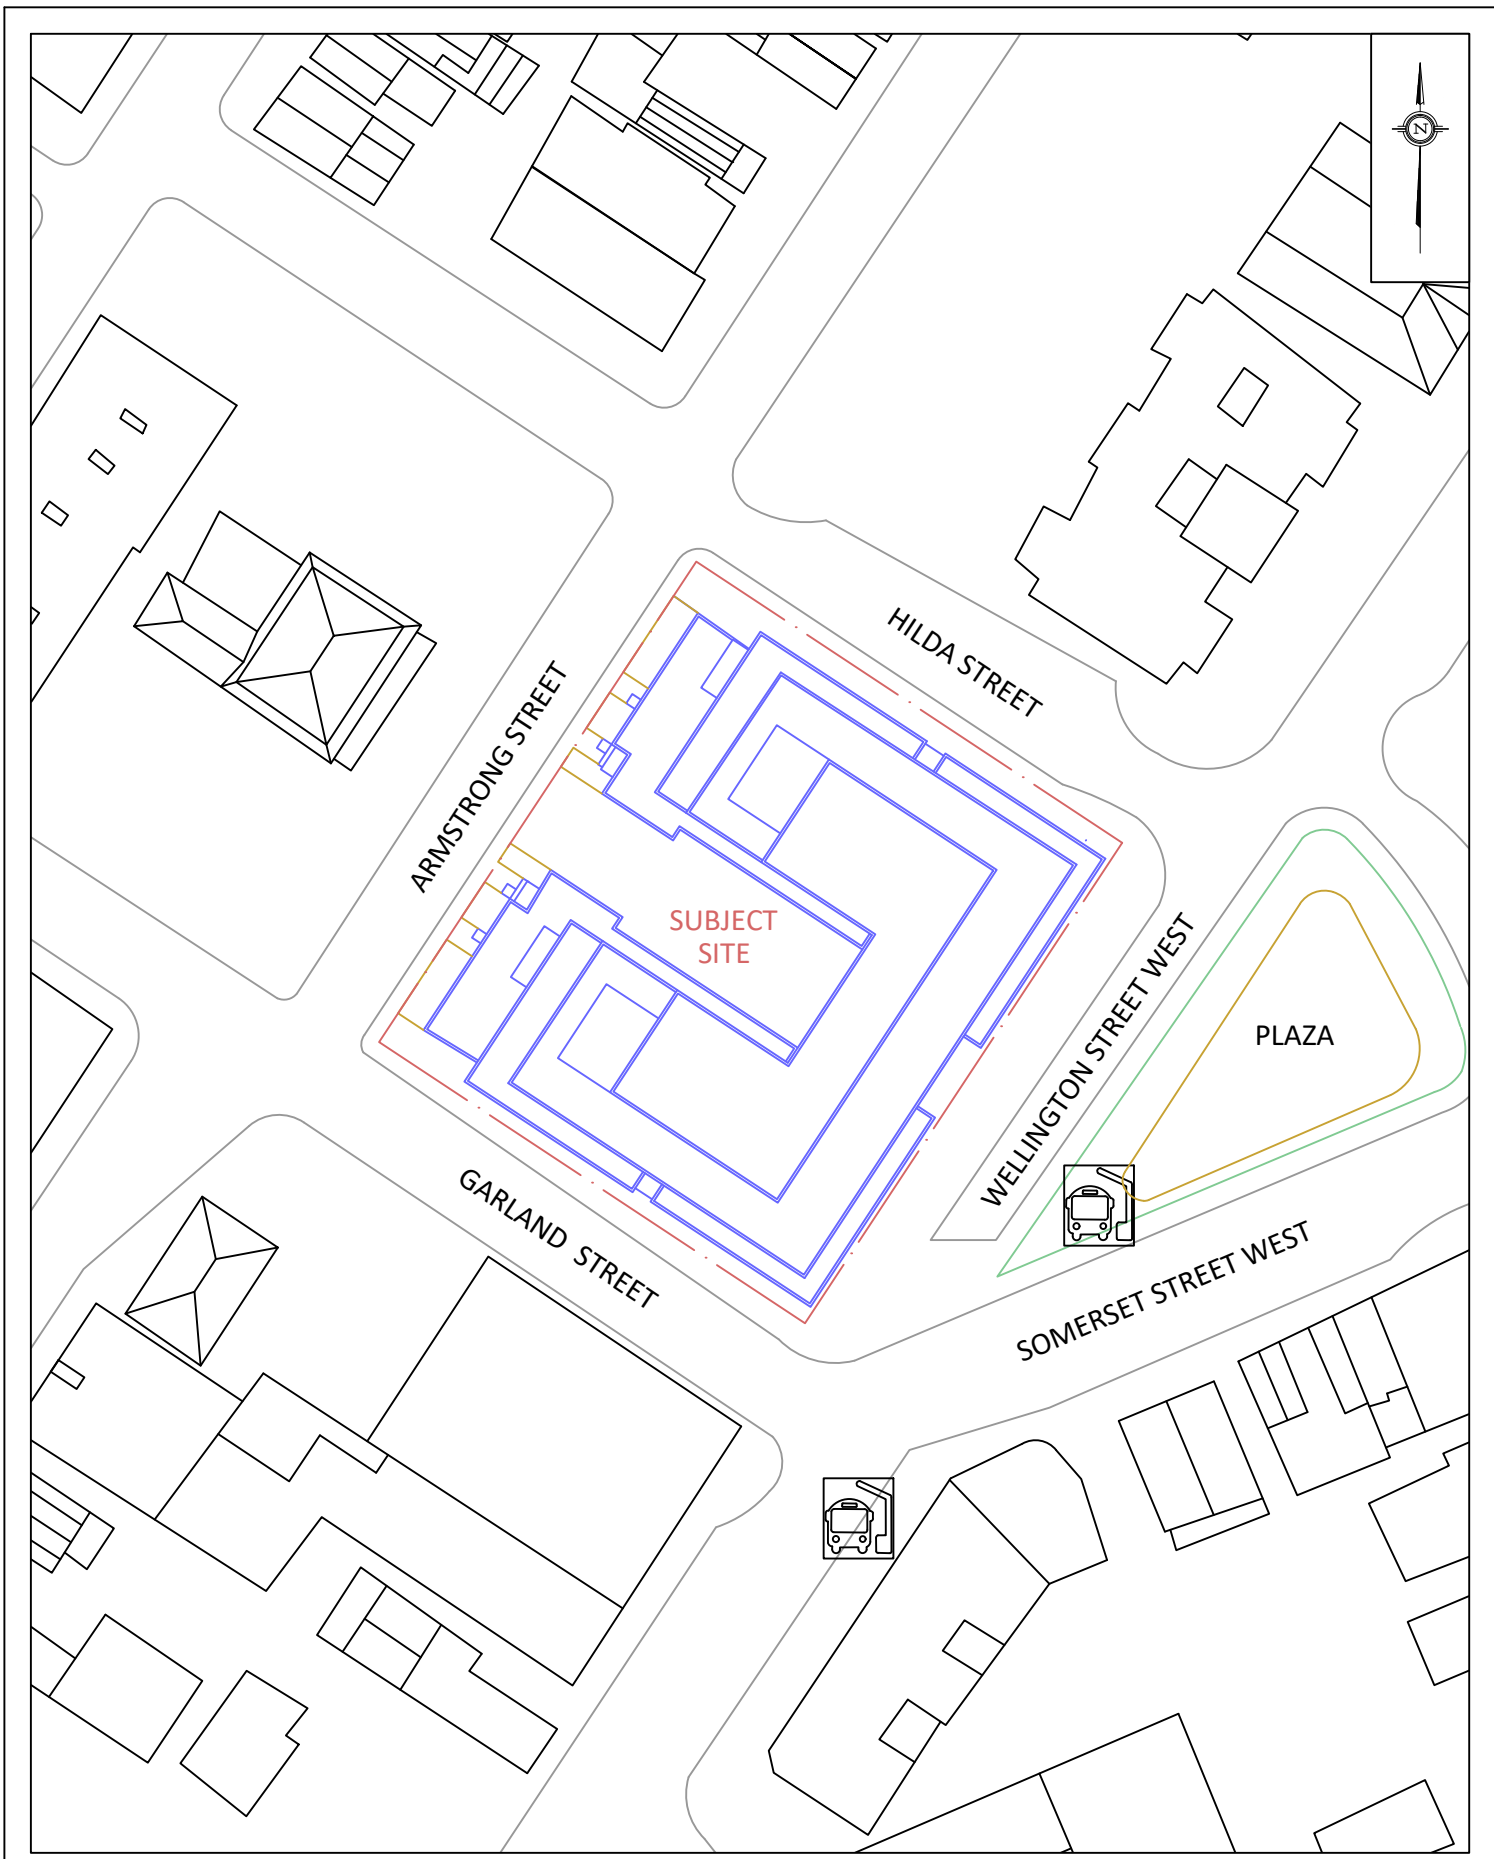 N
HILDA STREET
ARMSTRONG STREET
SUBJECT
SITE
WELLINGTON STREET WEST
PLAZA
GARLAND STREET
SOMERSET STREET WEST